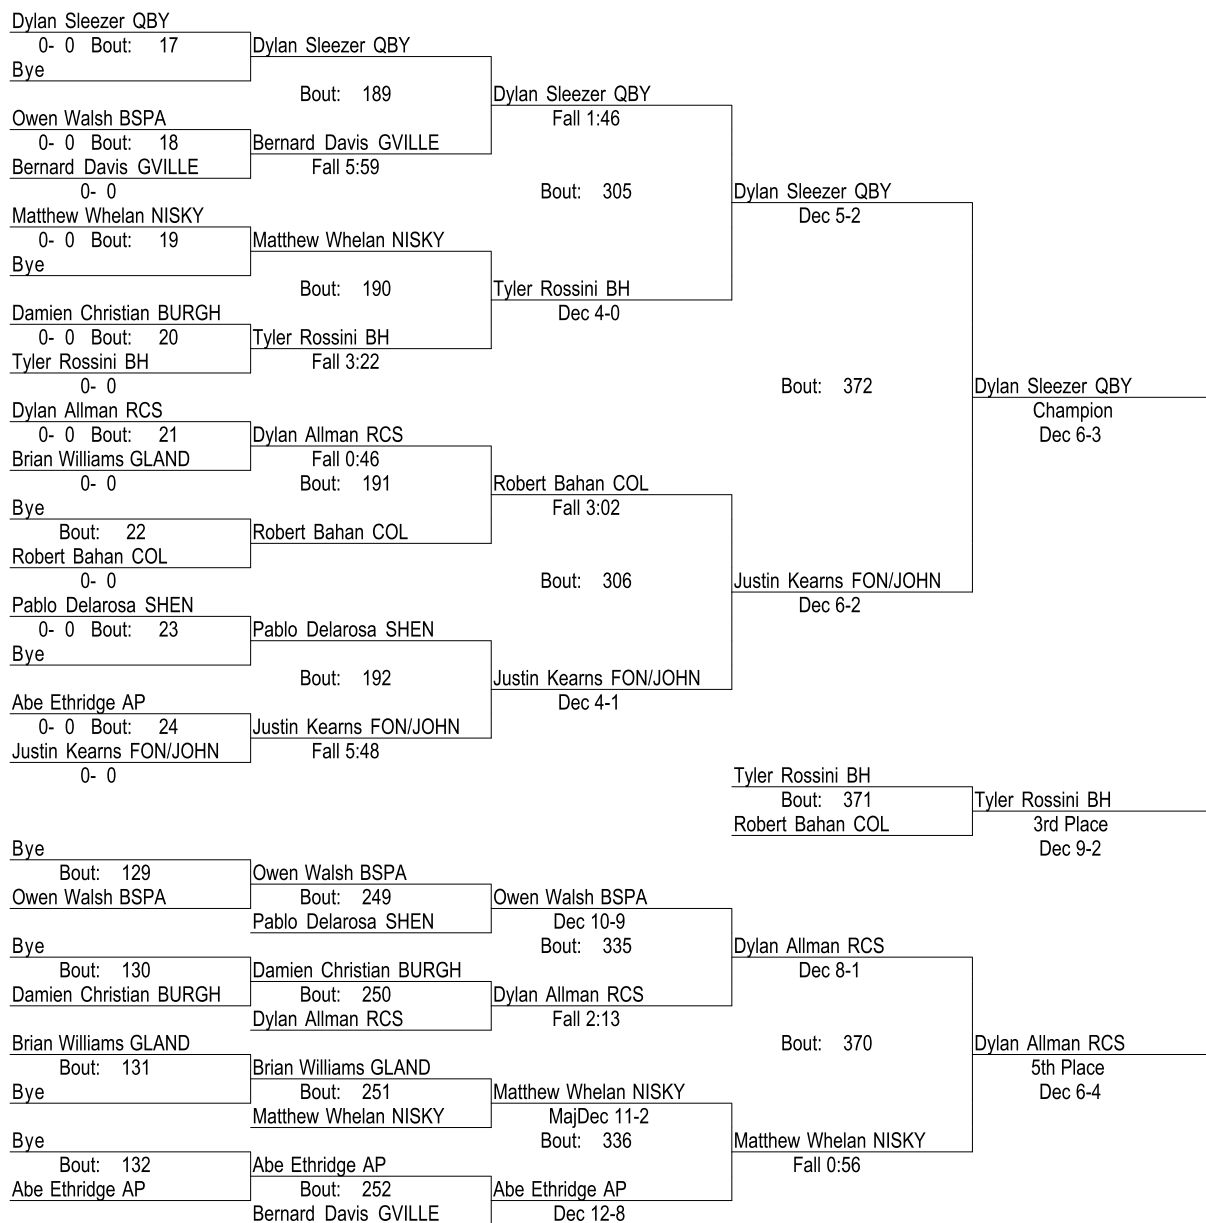 Dylan Sleezer QBY
0- 0 Bout: 17
Dylan Sleezer QBY
Bye
Bout: 189
Dylan Sleezer QBY
Owen Walsh BSPA
Fall 1:46
0- 0 Bout: 18
Bernard Davis GVILLE
Bernard Davis GVILLE
Fall 5:59
0- 0
Bout: 305
Dylan Sleezer QBY
Matthew Whelan NISKY
Dec 5-2
0- 0 Bout: 19
Matthew Whelan NISKY
Bye
Bout: 190
Tyler Rossini BH
Damien Christian BURGH
Dec 4-0
0- 0 Bout: 20
Tyler Rossini BH
Tyler Rossini BH
Fall 3:22
0- 0
Bout: 372
Dylan Sleezer QBY
Dylan Allman RCS
Champion
0- 0 Bout: 21
Dylan Allman RCS
Dec 6-3
Brian Williams GLAND
Fall 0:46
0- 0
Bout: 191
Robert Bahan COL
Bye
Fall 3:02
Bout: 22
Robert Bahan COL
Robert Bahan COL
0- 0
Bout: 306
Justin Kearns FON/JOHN
Pablo Delarosa SHEN
Dec 6-2
0- 0 Bout: 23
Pablo Delarosa SHEN
Bye
Bout: 192
Justin Kearns FON/JOHN
Abe Ethridge AP
Dec 4-1
0- 0 Bout: 24
Justin Kearns FON/JOHN
Justin Kearns FON/JOHN
Fall 5:48
0- 0
Tyler Rossini BH
Bout: 371
Tyler Rossini BH
Robert Bahan COL
3rd Place
Dec 9-2
Bye
Bout: 129
Owen Walsh BSPA
Owen Walsh BSPA
Bout: 249
Owen Walsh BSPA
Pablo Delarosa SHEN
Dec 10-9
Bye
Bout: 335
Dylan Allman RCS
Bout: 130
Damien Christian BURGH
Dec 8-1
Damien Christian BURGH
Bout: 250
Dylan Allman RCS
Dylan Allman RCS
Fall 2:13
Brian Williams GLAND
Bout: 370
Dylan Allman RCS
Bout: 131
Brian Williams GLAND
5th Place
Bye
Bout: 251
Matthew Whelan NISKY
Dec 6-4
Matthew Whelan NISKY
MajDec 11-2
Bye
Bout: 336
Matthew Whelan NISKY
Bout: 132
Abe Ethridge AP
Fall 0:56
Abe Ethridge AP
Bout: 252
Abe Ethridge AP
Bernard Davis GVILLE
Dec 12-8